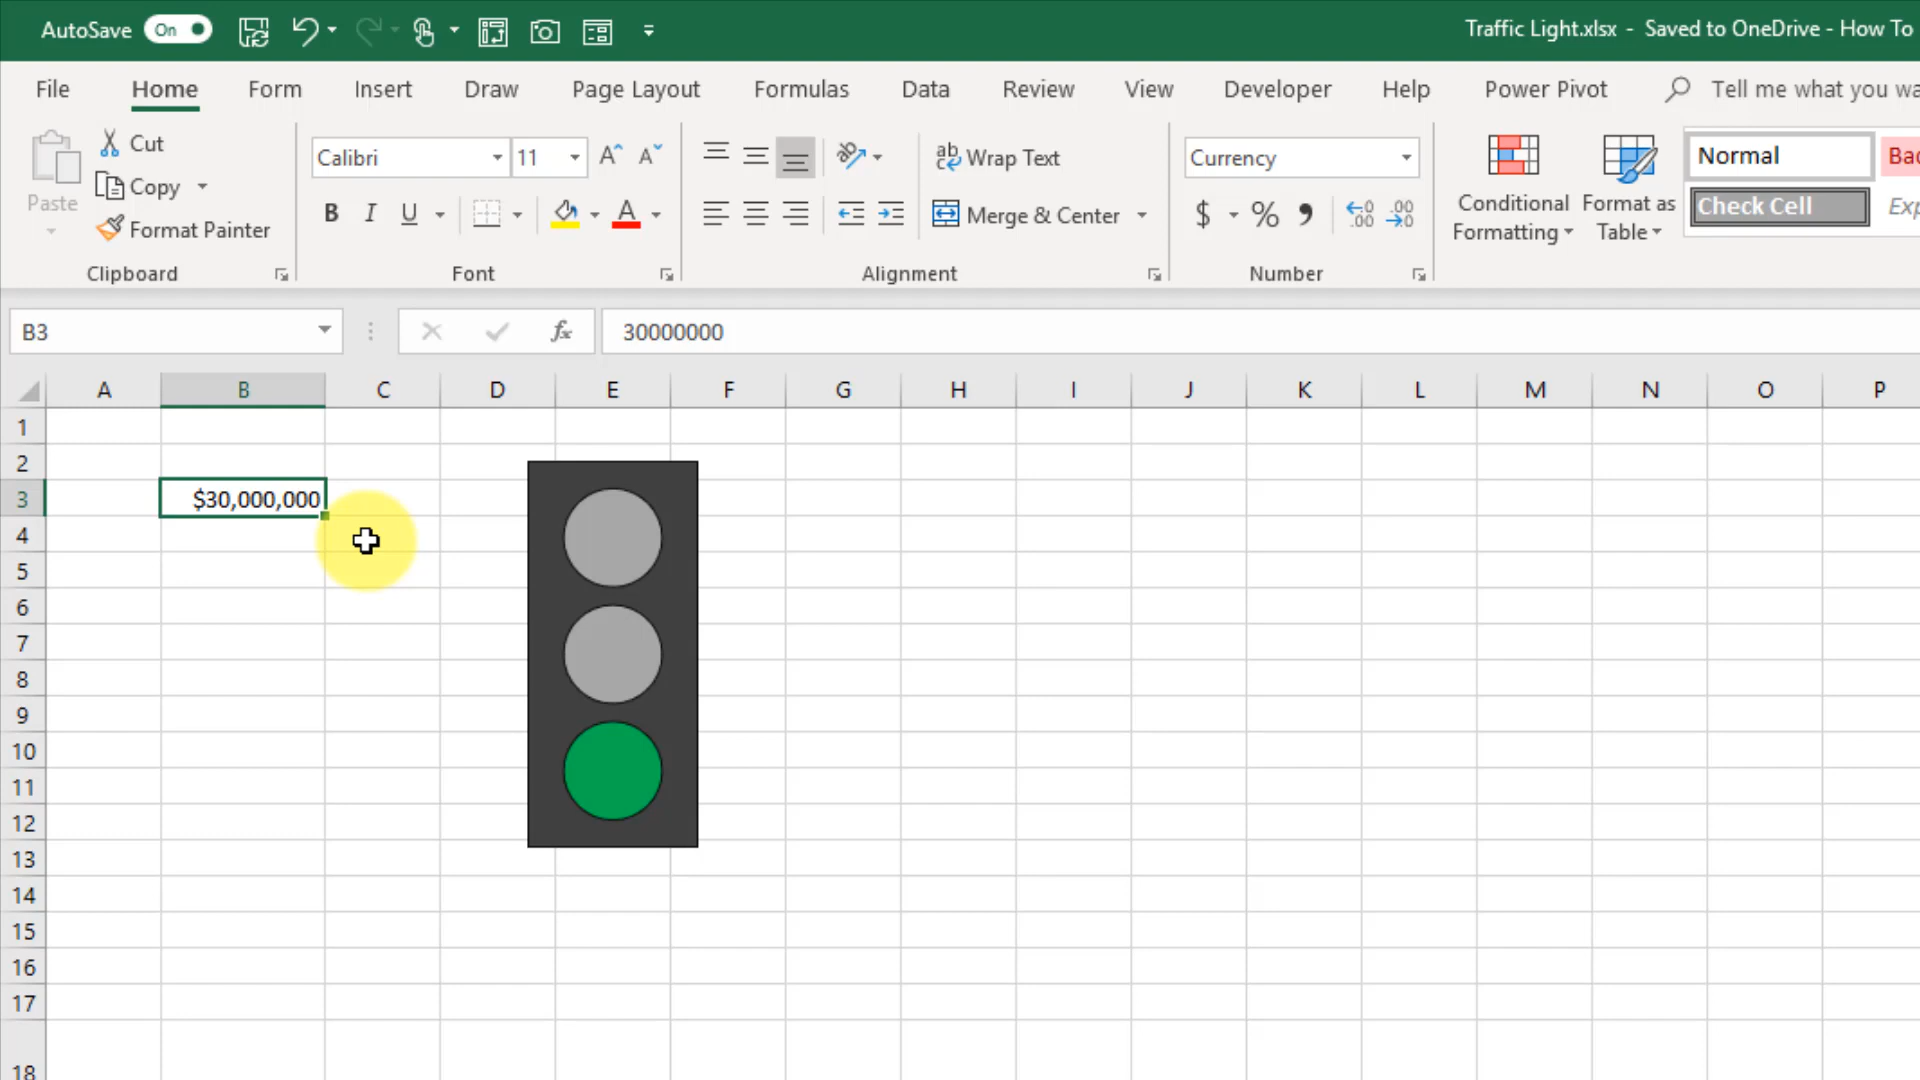 AutoSave On Traffic Light.xlsx - Saved to OneDrive - How To
File Home Form Insert Draw Page Layout Formulas Data Review View Developer Help Power Pivot Tell me what you wa
Paste
Cut
Copy
Format Painter
Clipboard
Calibri 11
B I U
Font
Wrap Text
Merge & Center
Alignment
Currency
$ %
Number
Conditional
Formatting
Format as
Table
Normal Bad
Check Cell Exp
B3 fx 30000000
A B C D E F G H I J K L M N O P
1
2
3 $30,000,000
4
5
6
7
8
9
10
11
12
13
14
15
16
17
18